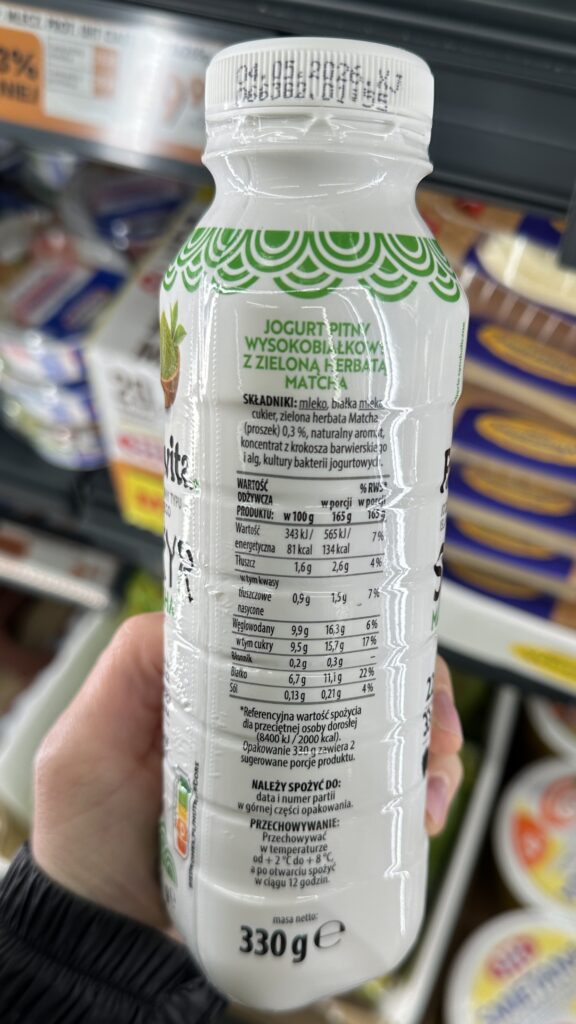 04.05.2026.XJ
066362 01155
JOGURT PITNY
WYSOKOBIAŁKOWY
Z ZIELONĄ HERBATĄ
MATCHA
SKŁADNIKI: mleko, białka mleka,
cukier, zielona herbata Matcha
(proszek) 0,3 %, naturalny aromat,
koncentrat z krokosza barwierskiego
i alg, kultury bakterii jogurtowych.
WARTOŚĆ ODŻYWCZA PRODUKTU: w 100 g w porcji 165 g % RWS* w porcji 165 g
Wartość energetyczna 343 kJ / 81 kcal 565 kJ / 134 kcal 7 %
Tłuszcz 1,6 g 2,6 g 4 %
w tym kwasy tłuszczowe nasycone 0,9 g 1,5 g 7 %
Węglowodany 9,9 g 16,3 g 6 %
w tym cukry 9,5 g 15,7 g 17 %
Błonnik 0,2 g 0,3 g –
Białko 6,7 g 11,1 g 22 %
Sól 0,13 g 0,21 g 4 %
*Referencyjna wartość spożycia
dla przeciętnej osoby dorosłej
(8400 kJ / 2000 kcal).
Opakowanie 330 g zawiera 2
sugerowane porcje produktu.
NALEŻY SPOŻYĆ DO:
data i numer partii
w górnej części opakowania.
PRZECHOWYWANIE:
Przechowywać
w temperaturze
od + 2 °C do + 8 °C,
a po otwarciu spożyć
w ciągu 12 godzin.
masa netto:
330 g ℮